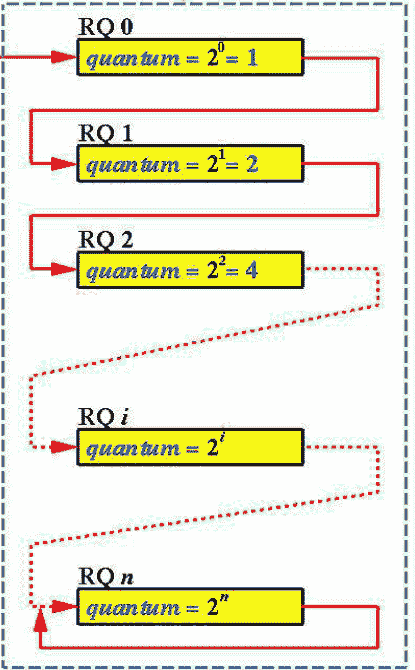 RQ 0
quantum = 2⁰= 1
RQ 1
quantum = 2¹= 2
RQ 2
quantum = 2²= 4
RQ i
quantum = 2ⁱ
RQ n
quantum = 2ⁿ